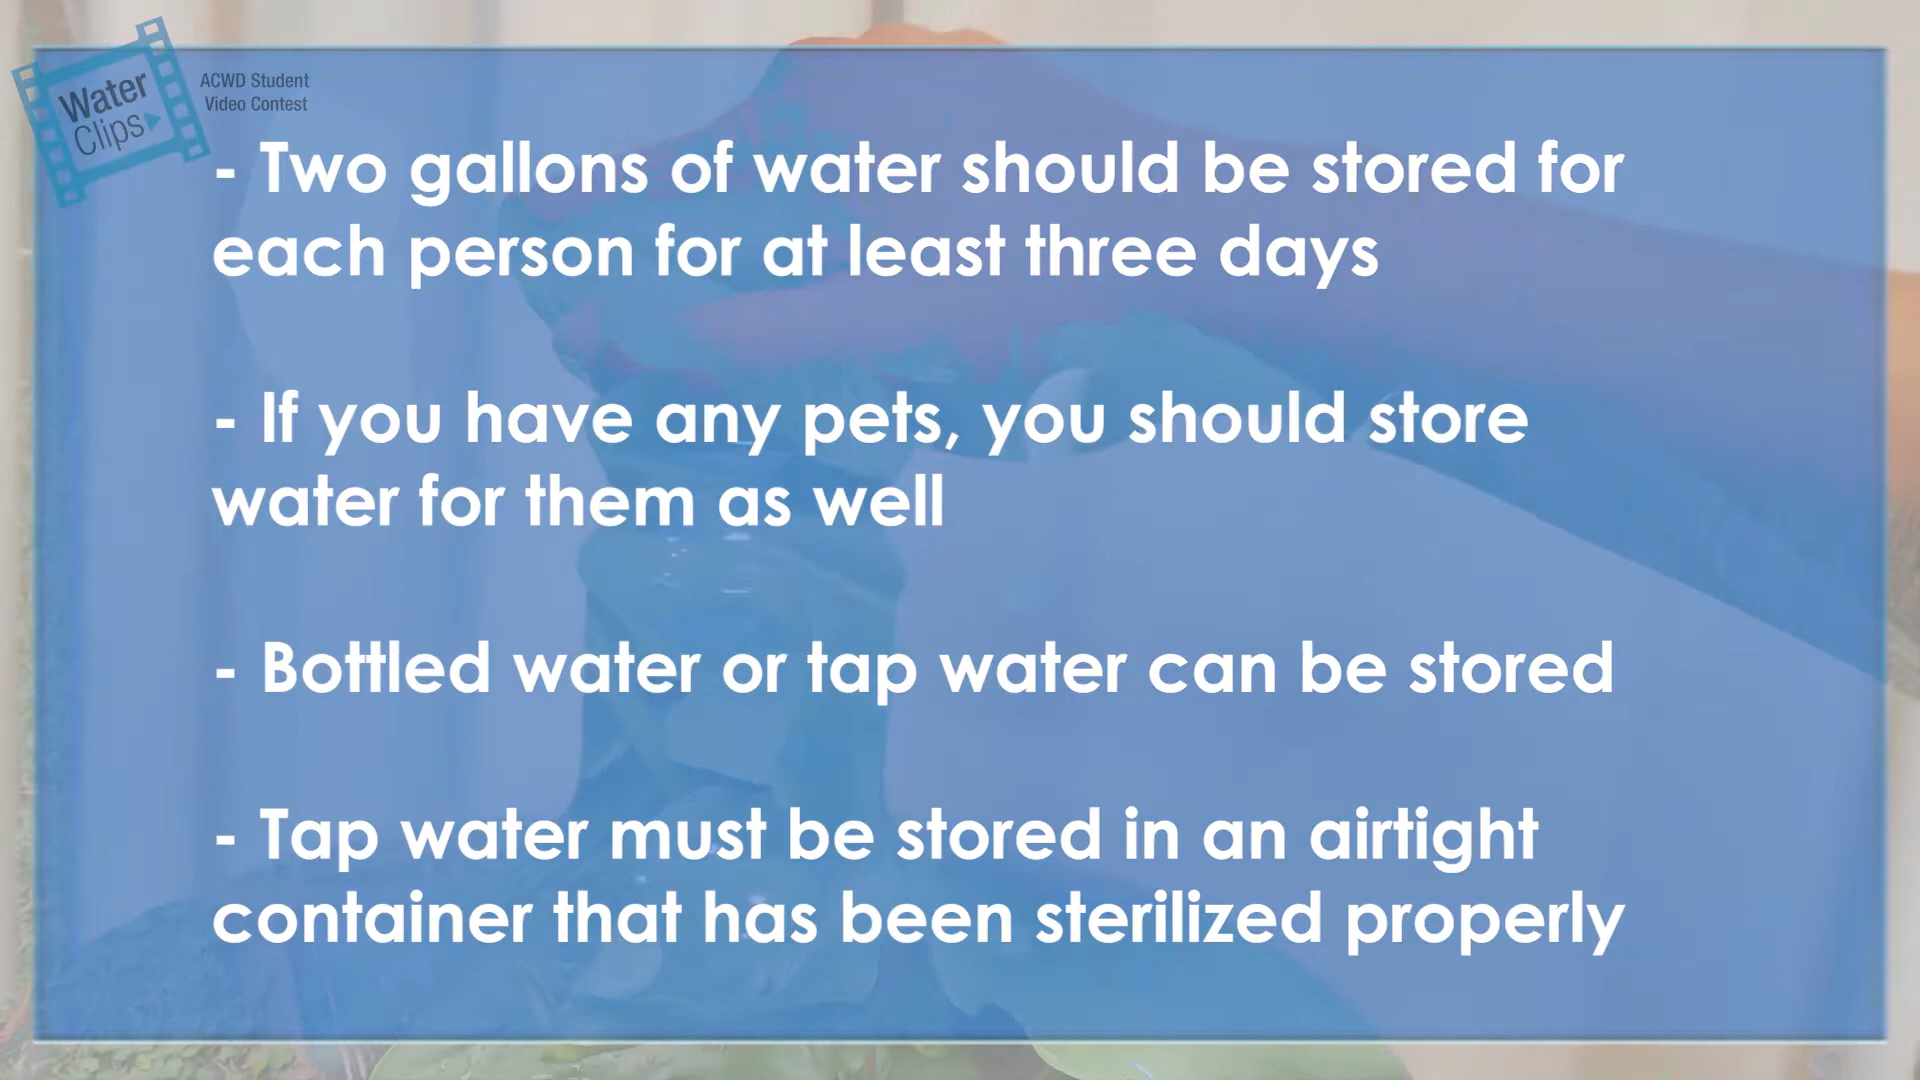 Water
Clips
ACWD Student
Video Contest
- Two gallons of water should be stored for
each person for at least three days
- If you have any pets, you should store
water for them as well
- Bottled water or tap water can be stored
- Tap water must be stored in an airtight
container that has been sterilized properly